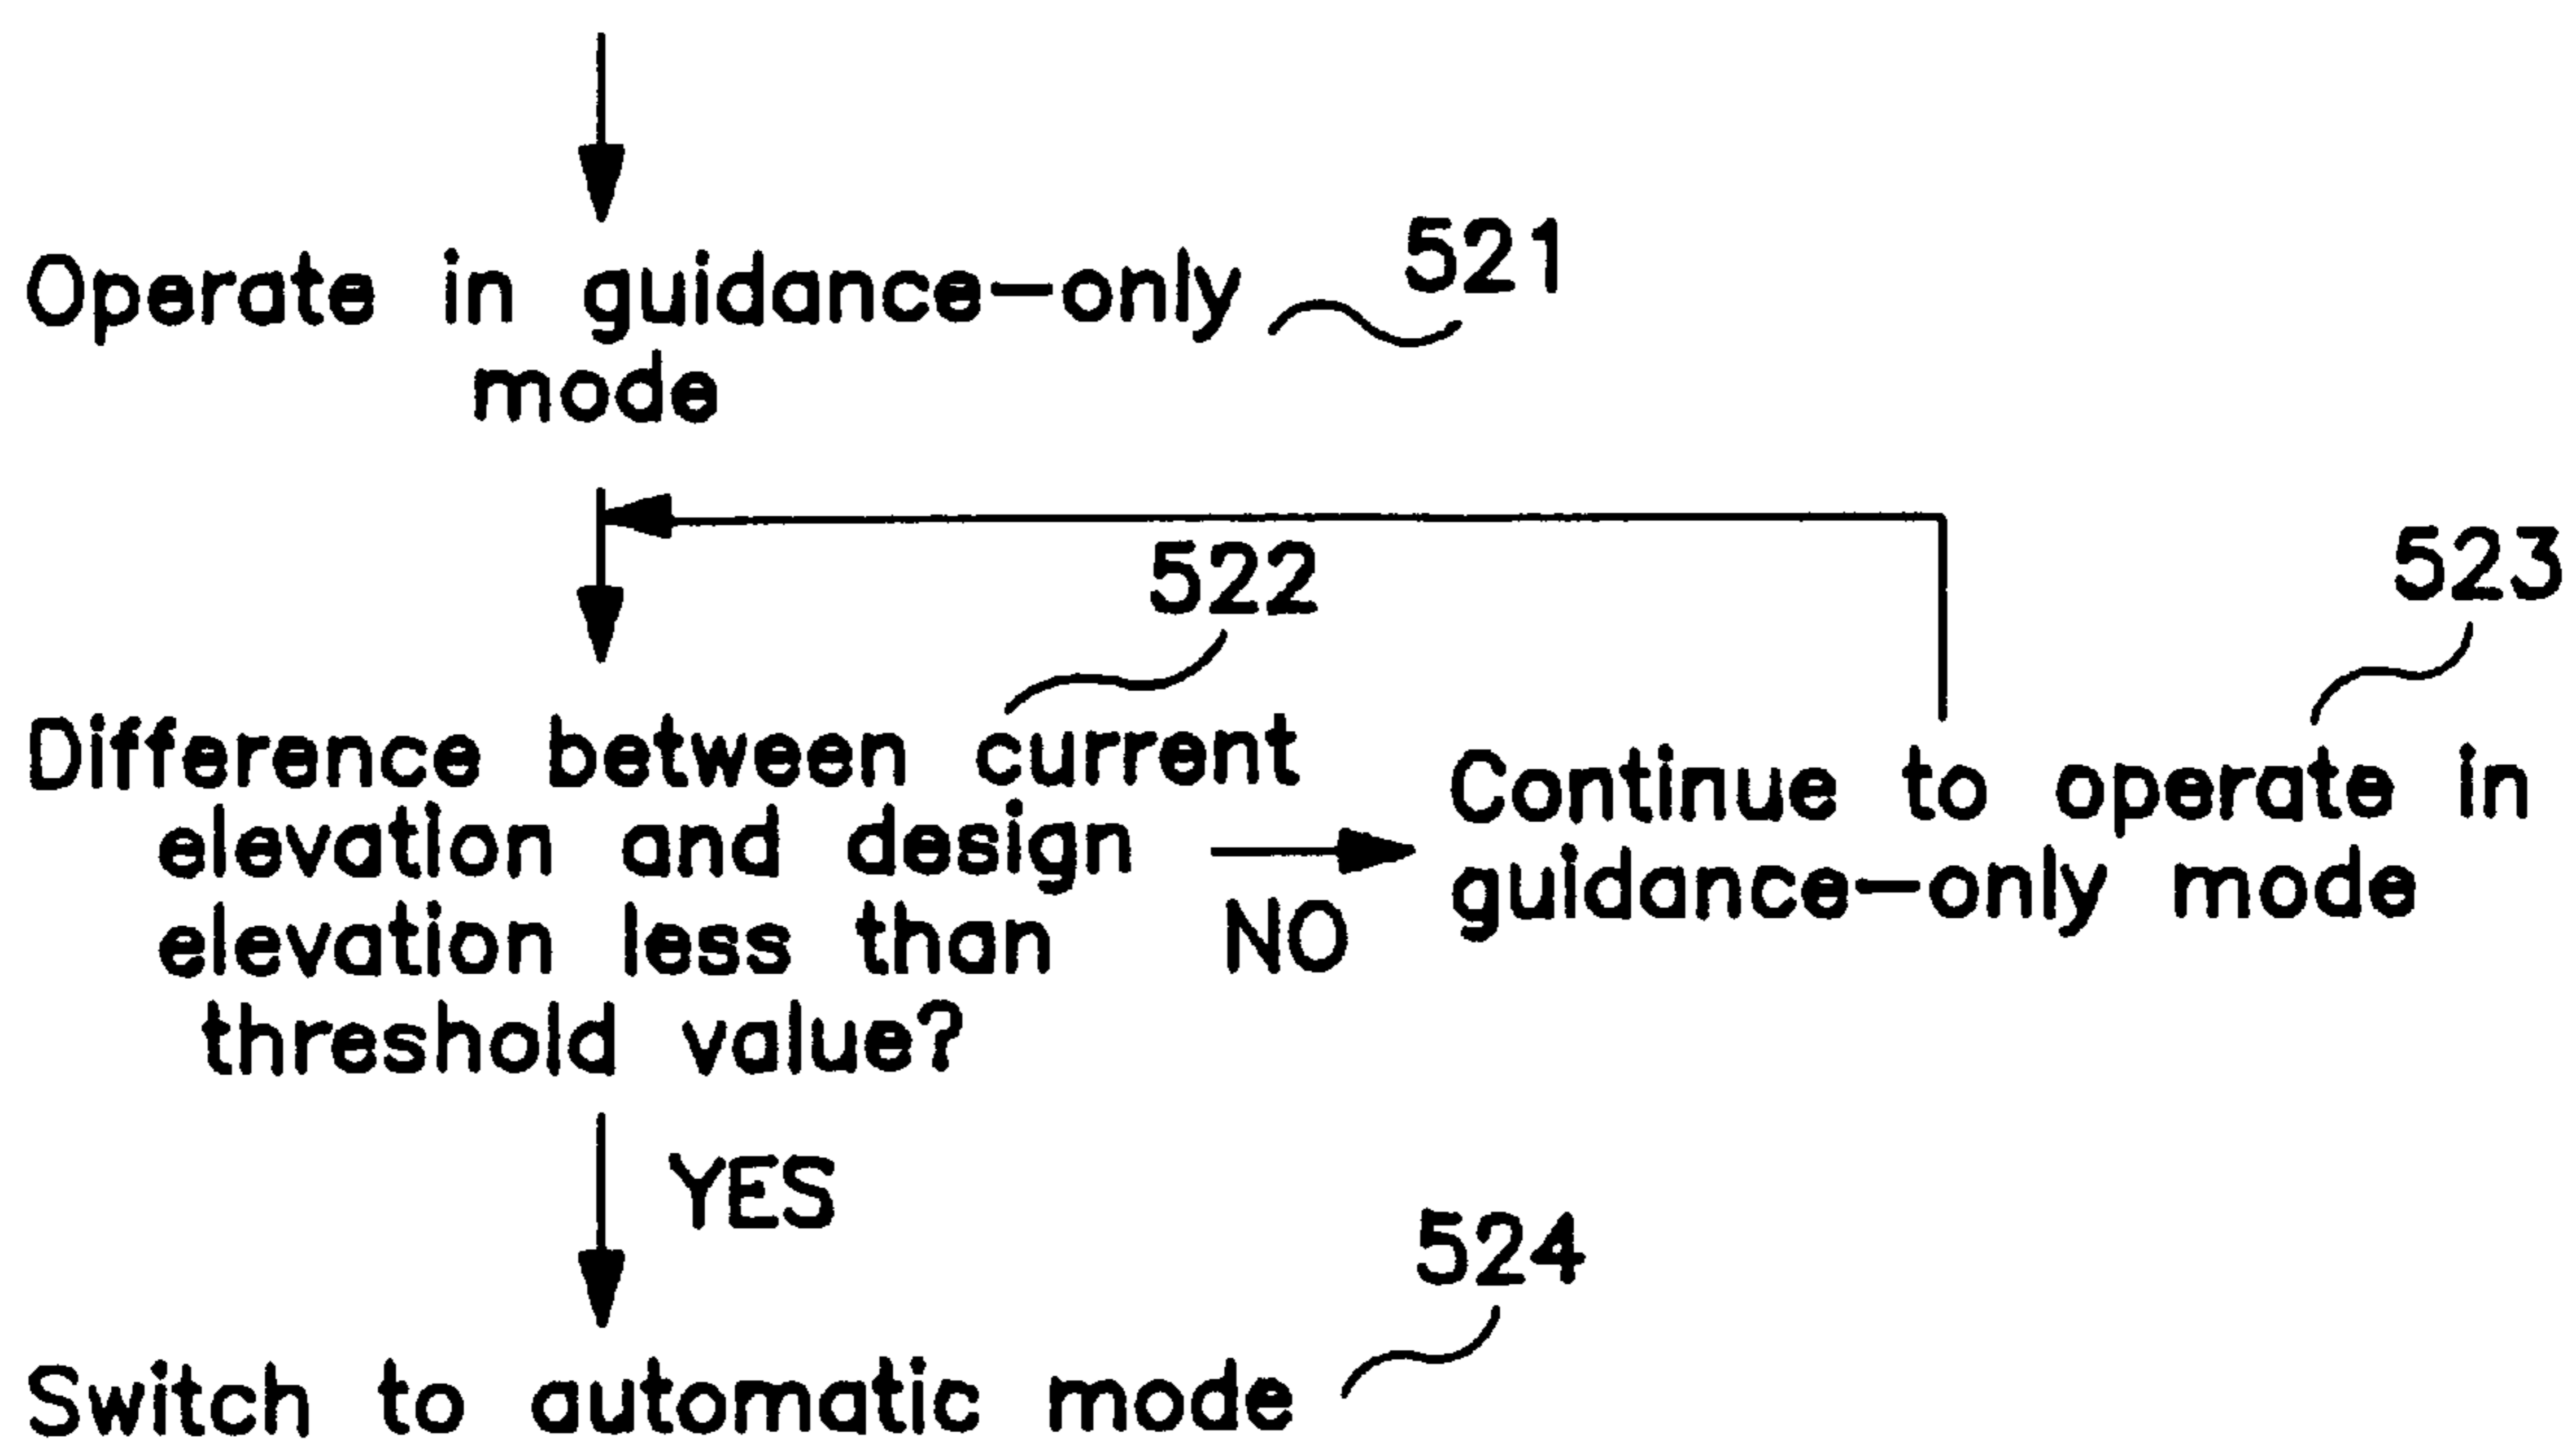 Operate in guidance-only
mode
521
522
523
Difference between current
elevation and design
elevation less than
threshold value?
NO
Continue to operate in
guidance-only mode
YES
524
Switch to automatic mode